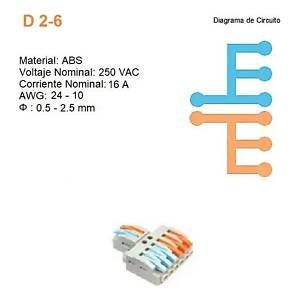 D 2-6
Diagrama de Circuito
Material: ABS
Voltaje Nominal: 250 VAC
Corriente Nominal: 16 A
AWG: 24 - 10
Φ : 0.5 - 2.5 mm